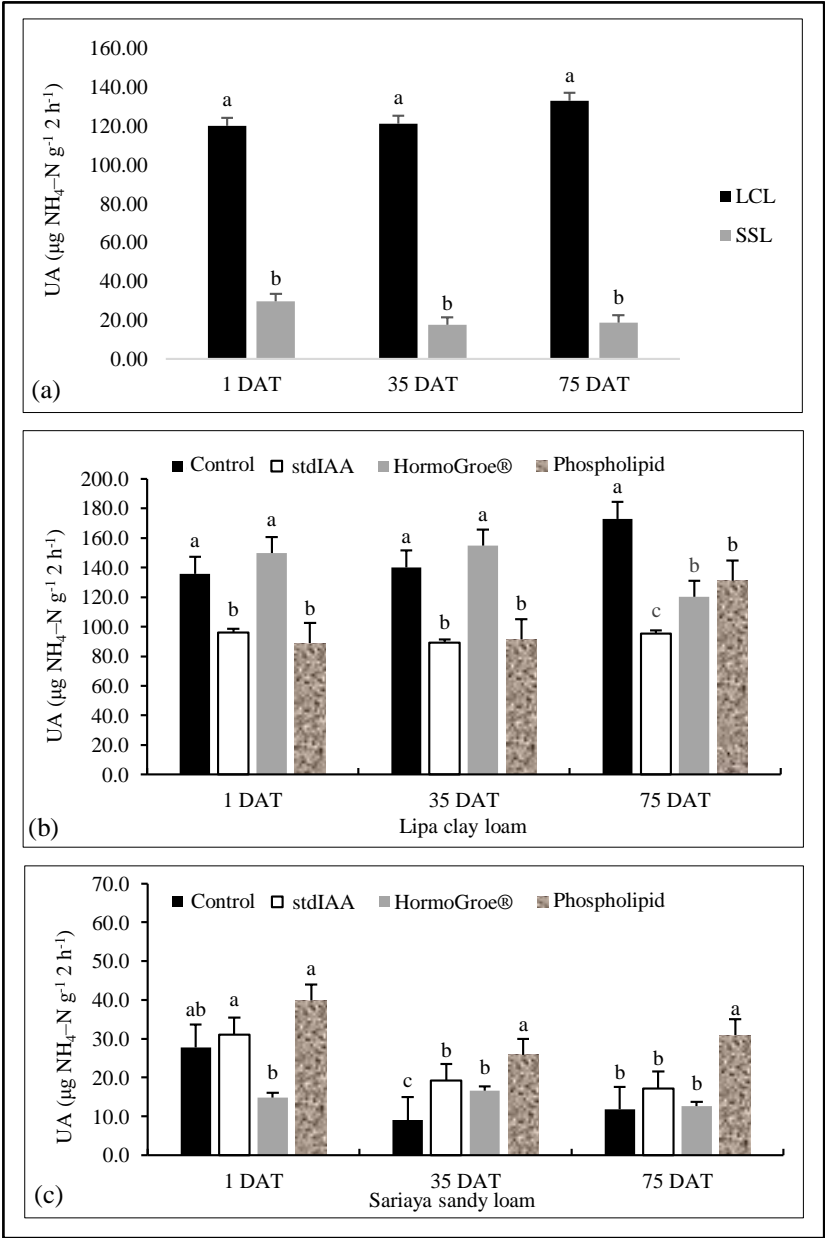 160.00
140.00
120.00
100.00
80.00
60.00
40.00
20.00
0.00
UA (µg NH₄–N g⁻¹ 2 h⁻¹)
a a a
b b b
LCL
SSL
1 DAT 35 DAT 75 DAT
(a)
Control stdIAA HormoGroe® Phospholipid
200.0
180.0
160.0
140.0
120.0
100.0
80.0
60.0
40.0
20.0
0.0
UA (µg NH₄–N g⁻¹ 2 h⁻¹)
a b a b a b a b a c b b
1 DAT 35 DAT 75 DAT
Lipa clay loam
(b)
70.0
60.0
50.0
40.0
30.0
20.0
10.0
0.0
Control stdIAA HormoGroe® Phospholipid
UA (µg NH₄–N g⁻¹ 2 h⁻¹)
ab a b a c b b a b b b a
1 DAT 35 DAT 75 DAT
Sariaya sandy loam
(c)